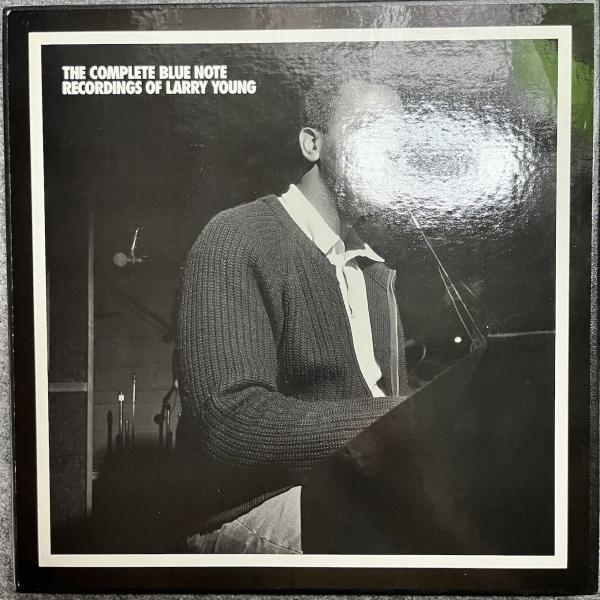 THE COMPLETE BLUE NOTE
RECORDINGS OF LARRY YOUNG